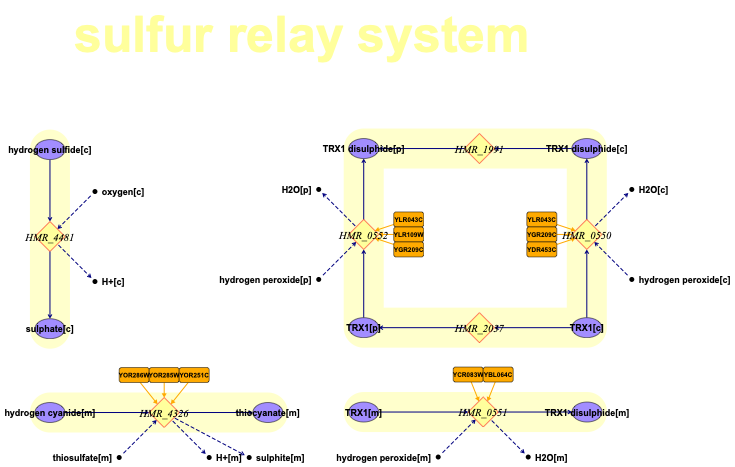 sulfur relay system
hydrogen sulfide[c]
TRX1 disulphide[p]
HMR_1991
TRX1 disulphide[c]
oxygen[c]
H2O[p]
H2O[c]
YLR043C
YLR043C
HMR_4481
HMR_0552
YLR109W
YGR209C
HMR_0550
YGR209C
YDR453C
H+[c]
hydrogen peroxide[p]
hydrogen peroxide[c]
sulphate[c]
TRX1[p]
HMR_2037
TRX1[c]
YOR286W
YOR285W
YOR251C
YCR083W
YBL064C
hydrogen cyanide[m]
HMR_4326
thiocyanate[m]
TRX1[m]
HMR_0551
TRX1-disulphide[m]
thiosulfate[m]
H+[m]
sulphite[m]
hydrogen peroxide[m]
H2O[m]